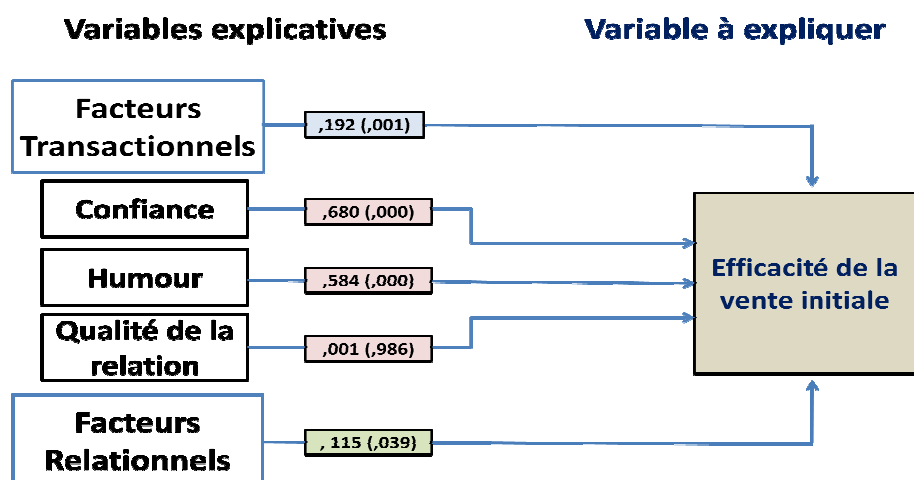 Variables explicatives
Variable à expliquer
Facteurs
Transactionnels
,192 (,001)
Confiance
,680 (,000)
Humour
,584 (,000)
Efficacité de la
vente initiale
Qualité de la
relation
,001 (,986)
Facteurs
Relationnels
, 115 (,039)